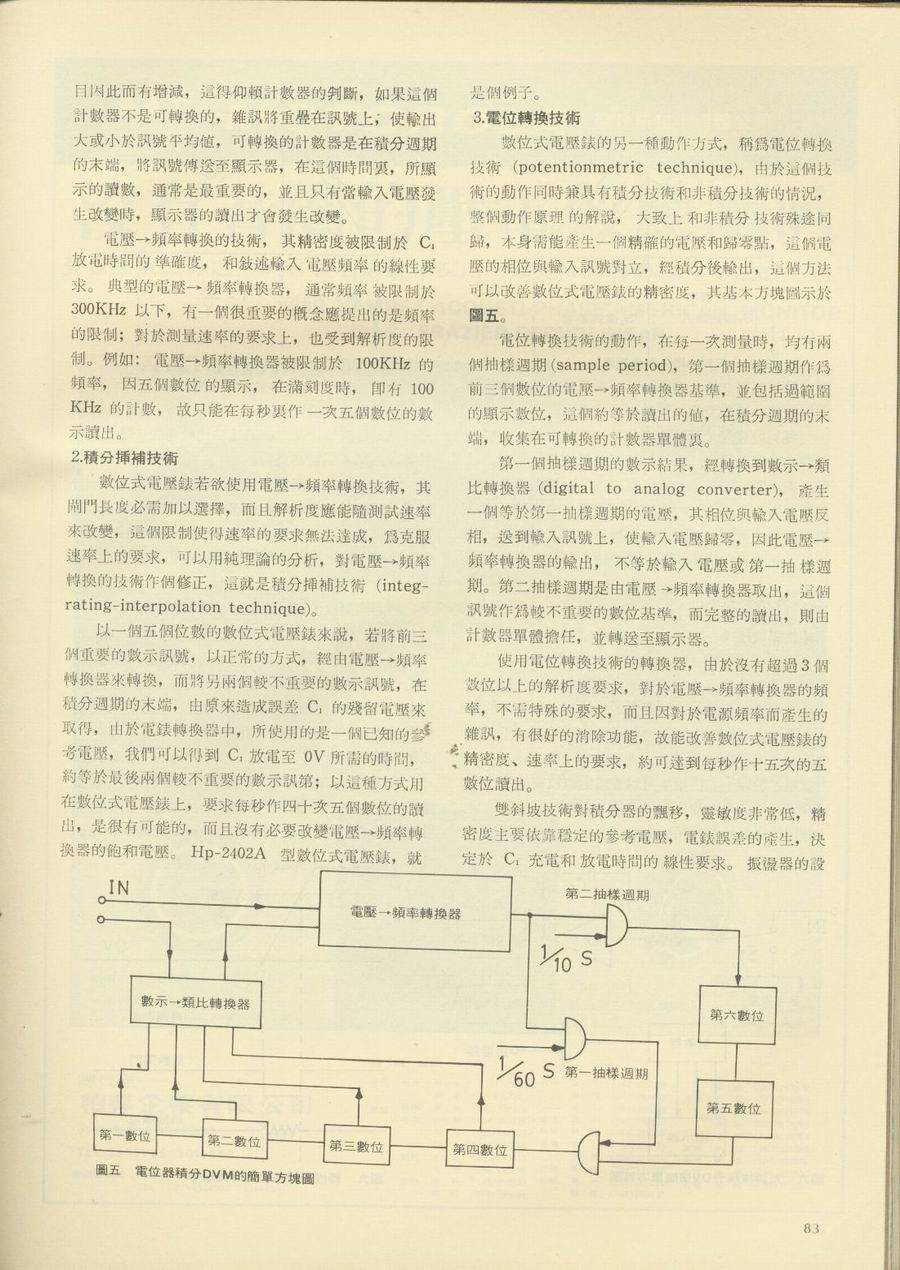 目因此而有增減，這得仰賴計數器的判斷，如果這個
計數器不是可轉換的，雜訊將重疊在訊號上，使輸出
大或小於訊號平均值，可轉換的計數器是在積分週期
的末端，將訊號傳送至顯示器，在這個時間裏，所顯
示的讀數，通常是最重要的，並且只有當輸入電壓發
生改變時，顯示器的讀出才會發生改變。
電壓→頻率轉換的技術，其精密度被限制於 C₁
放電時間的準確度，和敍述輸入電壓頻率的線性要
求。典型的電壓→頻率轉換器，通常頻率被限制於
300KHz 以下，有一個很重要的概念應提出的是頻率
的限制；對於測量速率的要求上，也受到解析度的限
制。例如：電壓→頻率轉換器被限制於 100KHz 的
頻率，因五個數位的顯示，在滿刻度時，卽有 100
KHz 的計數，故只能在每秒裏作一次五個數位的數
示讀出。
2.積分揷補技術
數位式電壓錶若欲使用電壓→頻率轉換技術，其
閘門長度必需加以選擇，而且解析度應能隨測試速率
來改變，這個限制使得速率的要求無法達成，爲克服
速率上的要求，可以用純理論的分析，對電壓→頻率
轉換的技術作個修正，這就是積分揷補技術 (integ-
rating-interpolation technique)。
以一個五個位數的數位式電壓錶來說，若將前三
個重要的數示訊號，以正常的方式，經由電壓→頻率
轉換器來轉換，而將另兩個較不重要的數示訊號，在
積分週期的末端，由原來造成誤差 C₁ 的殘留電壓來
取得，由於電錶轉換器中，所使用的是一個已知的參
考電壓，我們可以得到 C₁ 放電至 0V 所需的時間，
約等於最後兩個較不重要的數示訊第；以這種方式用
在數位式電壓錶上，要求每秒作四十次五個數位的讀
出，是很有可能的，而且沒有必要改變電壓→頻率轉
換器的飽和電壓。Hp-2402A 型數位式電壓錶，就
是個例子。
3.電位轉換技術
數位式電壓錶的另一種動作方式，稱爲電位轉換
技術 (potentionmetric technique)，由於這個技
術的動作同時兼具有積分技術和非積分技術的情況，
整個動作原理的解說，大致上和非積分技術殊途同
歸，本身需能產生一個精確的電壓和歸零點，這個電
壓的相位與輸入訊號對立，經積分後輸出，這個方法
可以改善數位式電壓錶的精密度，其基本方塊圖示於
圖五。
電位轉換技術的動作，在每一次測量時，均有兩
個抽樣週期(sample period)，第一個抽樣週期作爲
前三個數位的電壓→頻率轉換器基準，並包括過範圍
的顯示數位，這個約等於讀出的值，在積分週期的末
端，收集在可轉換的計數器單體裏。
第一個抽樣週期的數示結果，經轉換到數示→類
比轉換器 (digital to analog converter)，產生
一個等於第一抽樣週期的電壓，其相位與輸入電壓反
相，送到輸入訊號上，使輸入電壓歸零，因此電壓→
頻率轉換器的輸出，不等於輸入電壓或第一抽樣週
期。第二抽樣週期是由電壓→頻率轉換器取出，這個
訊號作爲較不重要的數位基準，而完整的讀出，則由
計數器單體擔任，並轉送至顯示器。
使用電位轉換技術的轉換器，由於沒有超過3個
數位以上的解析度要求，對於電壓→頻率轉換器的頻
率，不需特殊的要求，而且因對於電源頻率而產生的
雜訊，有很好的消除功能，故能改善數位式電壓錶的
精密度、速率上的要求，約可達到每秒作十五次的五
數位讀出。
雙斜坡技術對積分器的飄移，靈敏度非常低，精
密度主要依靠穩定的參考電壓，電錶誤差的產生，決
定於 C₁ 充電和放電時間的線性要求。振盪器的設
IN
電壓→頻率轉換器
第二抽樣週期
1/10 S
數示→類比轉換器
第六數位
1/60 S
第一抽樣週期
第五數位
第一數位
第二數位
第三數位
第四數位
圖五 電位器積分DVM的簡單方塊圖
83